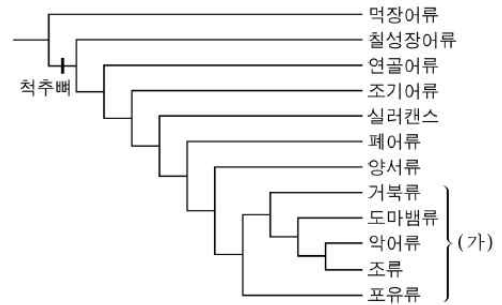 먹장어류
칠성장어류
척추뼈
연골어류
조기어류
실러캔스
폐어류
양서류
거북류
도마뱀류
악어류
(가)
조류
포유류